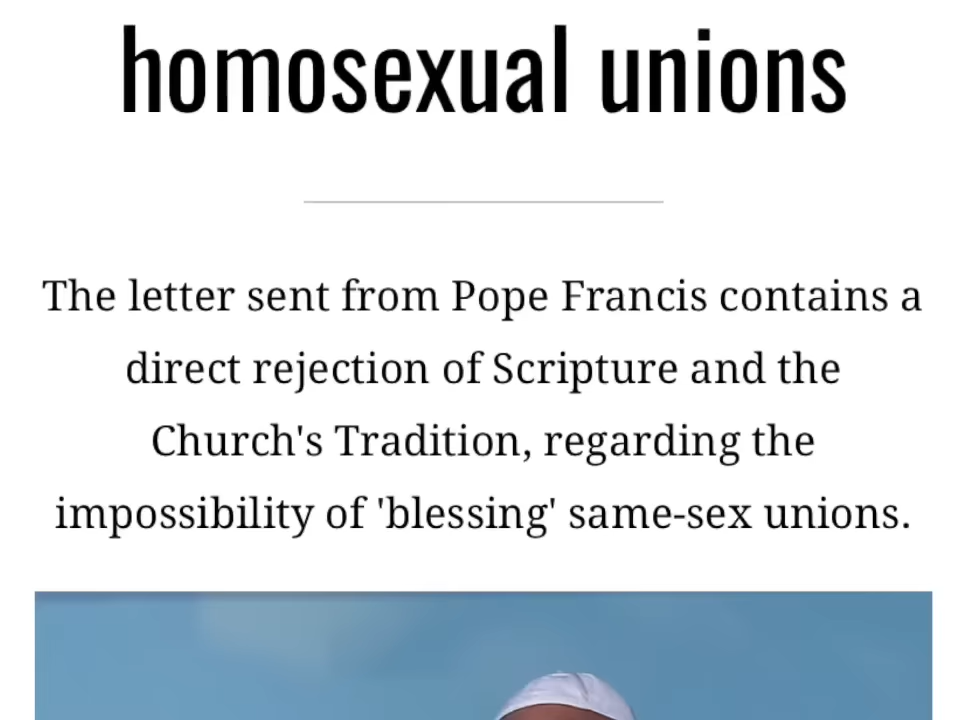 homosexual unions
The letter sent from Pope Francis contains a
direct rejection of Scripture and the
Church's Tradition, regarding the
impossibility of 'blessing' same-sex unions.